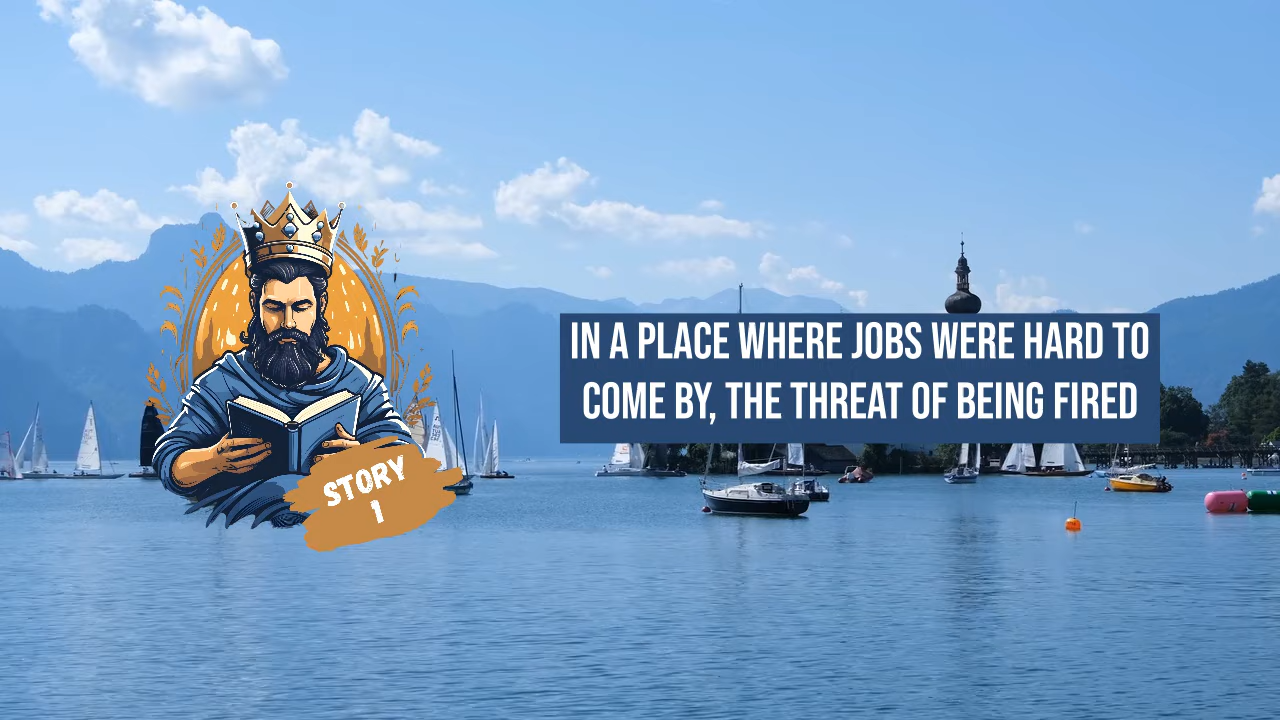 STORY
1
IN A PLACE WHERE JOBS WERE HARD TO
COME BY, THE THREAT OF BEING FIRED